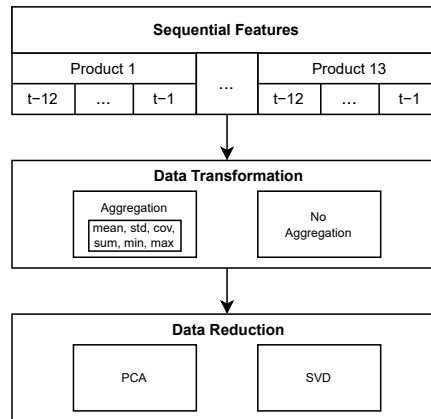 Sequential Features
Product 1
...
Product 13
t−12
...
t−1
t−12
...
t−1
Data Transformation
Aggregation
mean, std, cov,
sum, min, max
No
Aggregation
Data Reduction
PCA
SVD